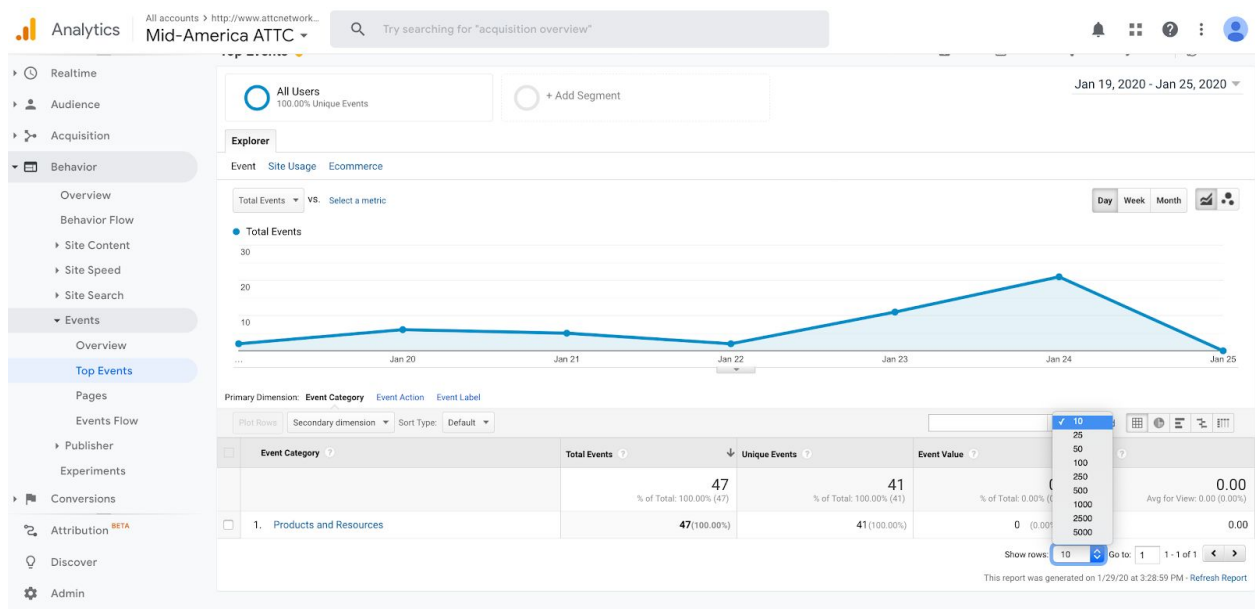 Analytics
All accounts > http://www.attcnetwork...
Mid-America ATTC
Try searching for "acquisition overview"
Top Events
Realtime
Audience
Acquisition
Behavior
Overview
Behavior Flow
Site Content
Site Speed
Site Search
Events
Overview
Top Events
Pages
Events Flow
Publisher
Experiments
Conversions
Attribution BETA
Discover
Admin
All Users
100.00% Unique Events
+ Add Segment
Jan 19, 2020 - Jan 25, 2020
Explorer
Event Site Usage Ecommerce
Total Events VS. Select a metric
Day Week Month
Total Events
30
20
10
... Jan 20 Jan 21 Jan 22 Jan 23 Jan 24 Jan 25
Primary Dimension: Event Category Event Action Event Label
Plot Rows Secondary dimension Sort Type: Default
10
25
50
100
250
500
1000
2500
5000
Event Category ? Total Events ? Unique Events ? Event Value ? ?
47 41 0.00
% of Total: 100.00% (47) % of Total: 100.00% (41) % of Total: 0.00% Avg for View: 0.00 (0.00%)
1. Products and Resources 47(100.00%) 41(100.00%) 0 0.00
Show rows: 10 Go to: 1 1 - 1 of 1
This report was generated on 1/29/20 at 3:28:59 PM - Refresh Report